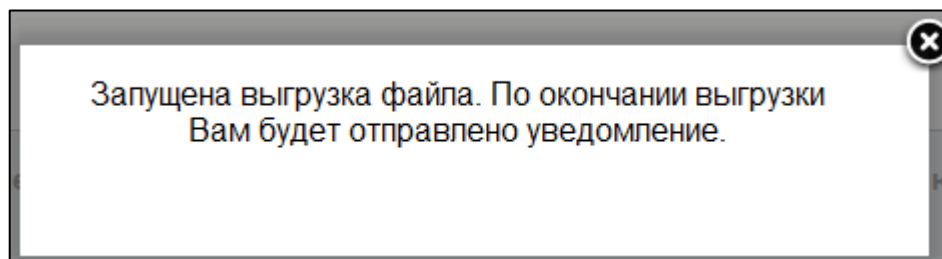 Запущена выгрузка файла. По окончании выгрузки
Вам будет отправлено уведомление.